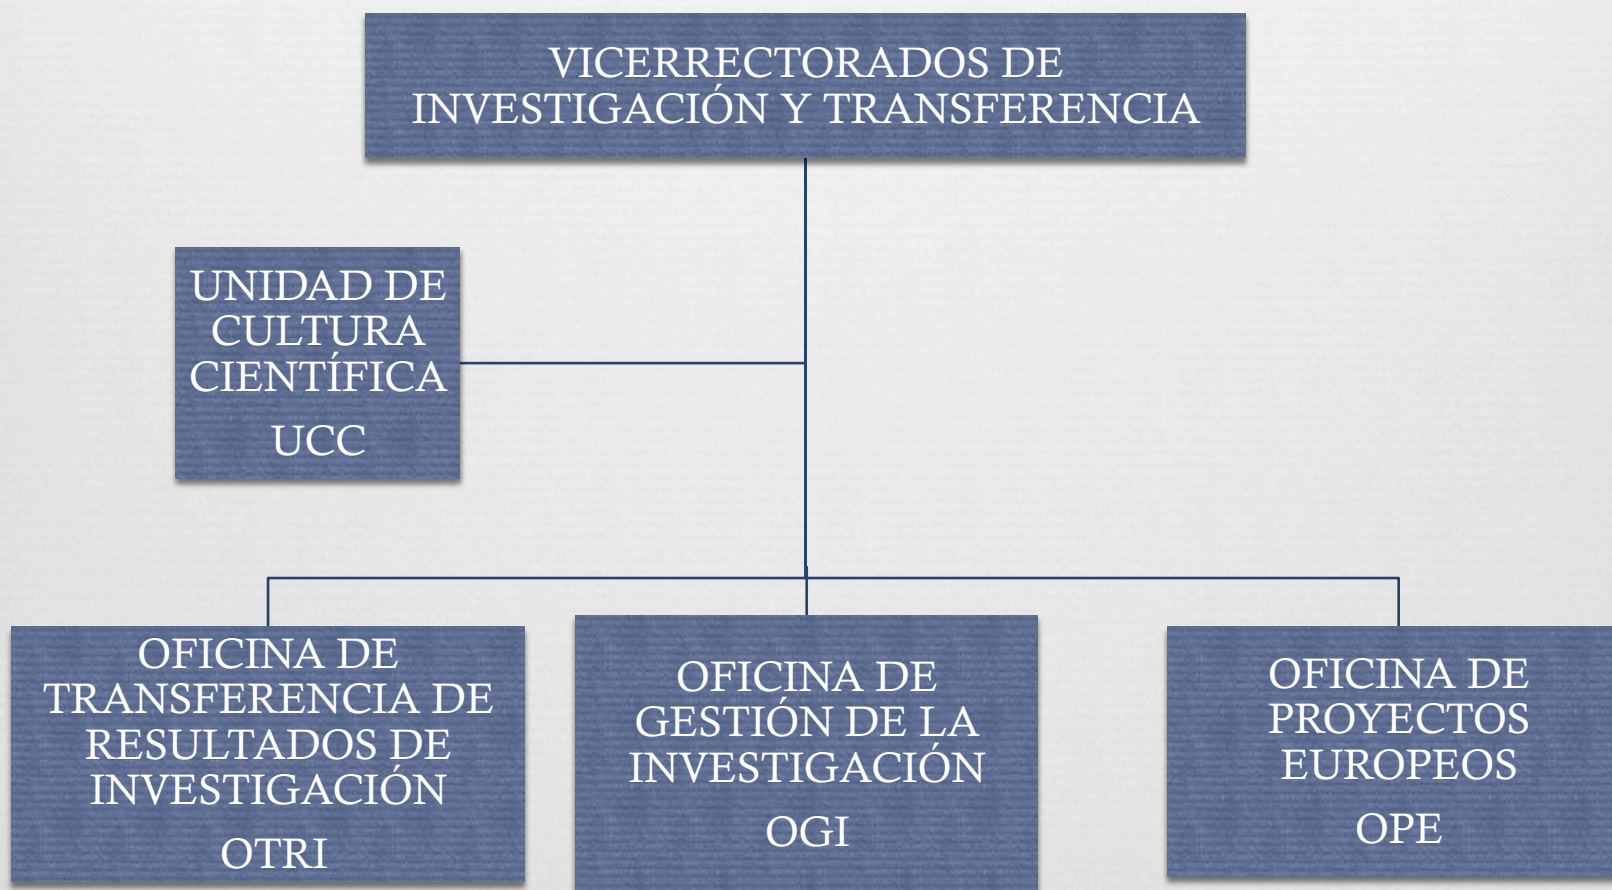 VICERRECTORADOS DE
INVESTIGACIÓN Y TRANSFERENCIA
UNIDAD DE
CULTURA
CIENTÍFICA
UCC
OFICINA DE
TRANSFERENCIA DE
RESULTADOS DE
INVESTIGACIÓN
OTRI
OFICINA DE
GESTIÓN DE LA
INVESTIGACIÓN
OGI
OFICINA DE
PROYECTOS
EUROPEOS
OPE